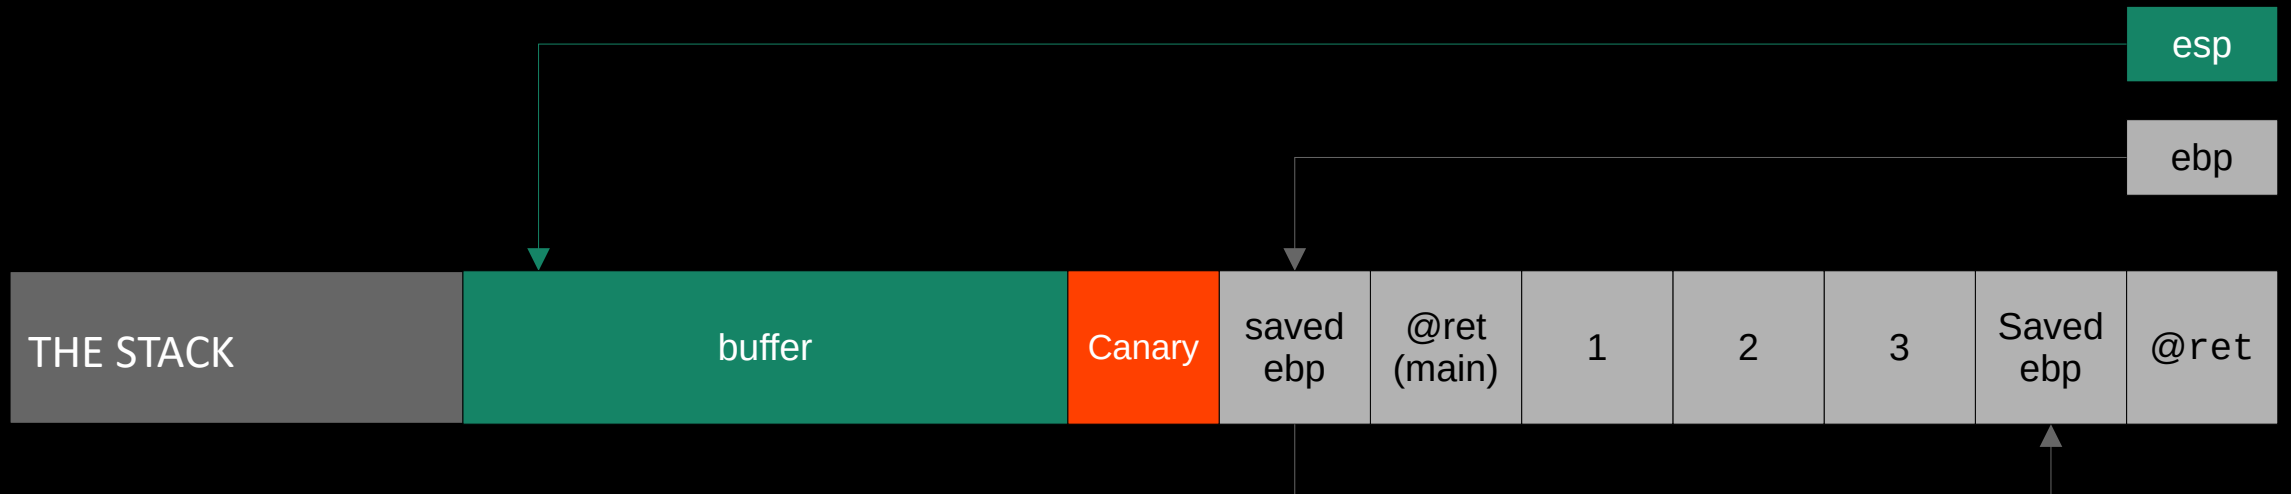 esp
ebp
THE STACK
buffer
Canary
saved
ebp
@ret
(main)
1
2
3
Saved
ebp
@ret